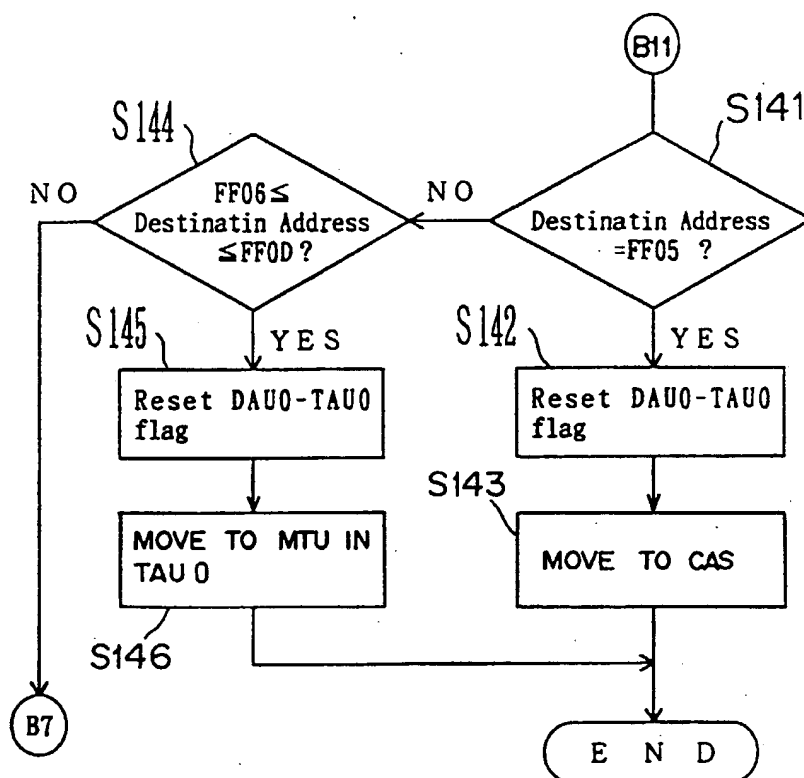 B11
S141
Destinatin Address
=FF05 ?
NO
S144
FF06≤
Destinatin Address
≤FF0D?
NO
YES
S142
Reset DAU0-TAU0
flag
S143
MOVE TO CAS
YES
S145
Reset DAU0-TAU0
flag
MOVE TO MTU IN
TAU 0
S146
B7
E N D